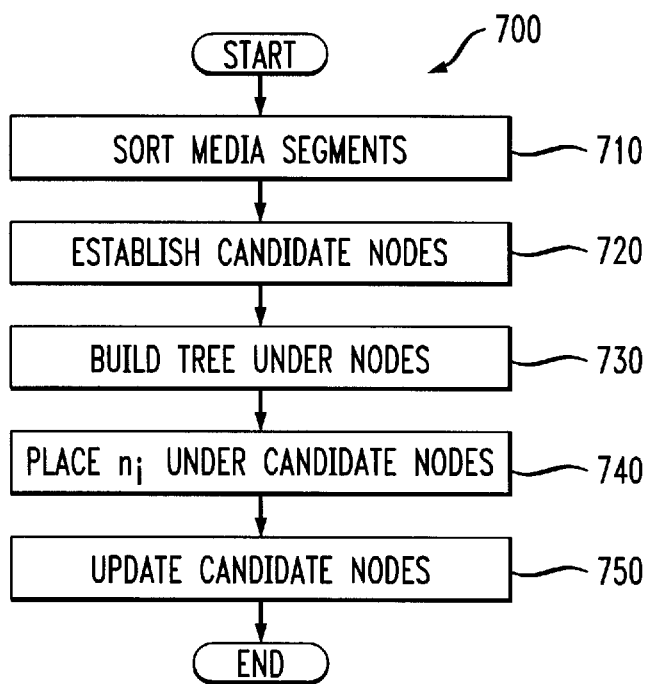 700
START
SORT MEDIA SEGMENTS 710
ESTABLISH CANDIDATE NODES 720
BUILD TREE UNDER NODES 730
PLACE ni UNDER CANDIDATE NODES 740
UPDATE CANDIDATE NODES 750
END